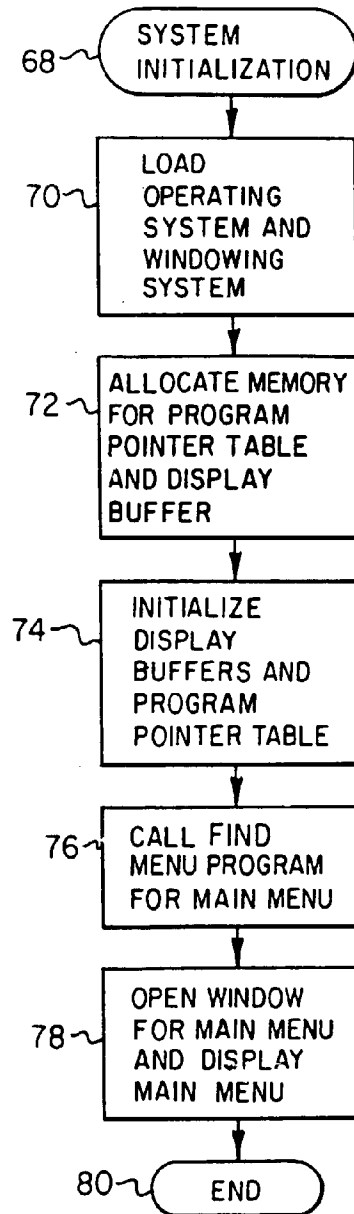 68
SYSTEM
INITIALIZATION
70
LOAD
OPERATING
SYSTEM AND
WINDOWING
SYSTEM
72
ALLOCATE MEMORY
FOR PROGRAM
POINTER TABLE
AND DISPLAY
BUFFER
74
INITIALIZE
DISPLAY
BUFFERS AND
PROGRAM
POINTER TABLE
76
CALL FIND
MENU PROGRAM
FOR MAIN MENU
78
OPEN WINDOW
FOR MAIN MENU
AND DISPLAY
MAIN MENU
80
END